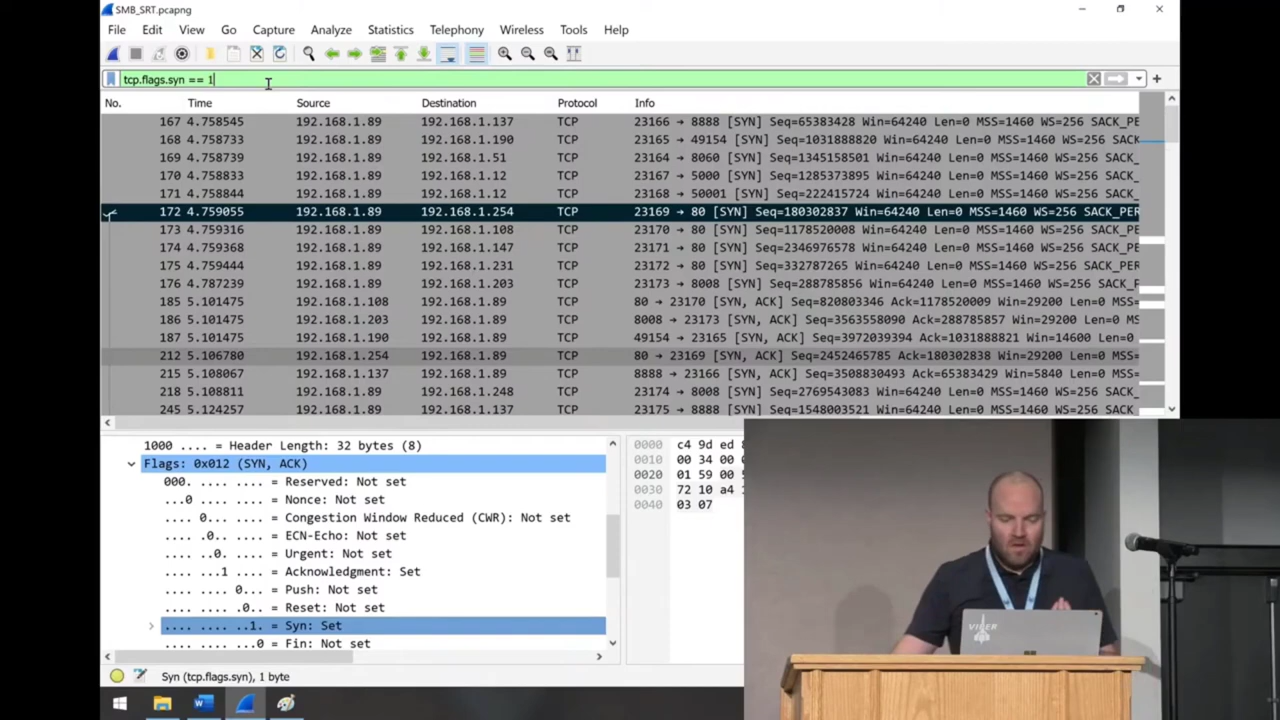 SMB_SRT.pcapng
File Edit View Go Capture Analyze Statistics Telephony Wireless Tools Help
tcp.flags.syn == 1
No. Time Source Destination Protocol Info
167 4.758545 192.168.1.89 192.168.1.137 TCP 23166 → 8888 [SYN] Seq=65383428 Win=64240 Len=0 MSS=1460 WS=256 SACK_PE
168 4.758733 192.168.1.89 192.168.1.190 TCP 23165 → 49154 [SYN] Seq=1031888820 Win=64240 Len=0 MSS=1460 WS=256 SACK
169 4.758739 192.168.1.89 192.168.1.51 TCP 23164 → 8060 [SYN] Seq=1345158501 Win=64240 Len=0 MSS=1460 WS=256 SACK_
170 4.758833 192.168.1.89 192.168.1.12 TCP 23167 → 5000 [SYN] Seq=1285373895 Win=64240 Len=0 MSS=1460 WS=256 SACK_
171 4.758844 192.168.1.89 192.168.1.12 TCP 23168 → 50001 [SYN] Seq=222415724 Win=64240 Len=0 MSS=1460 WS=256 SACK_
172 4.759055 192.168.1.89 192.168.1.254 TCP 23169 → 80 [SYN] Seq=180302837 Win=64240 Len=0 MSS=1460 WS=256 SACK_PER
173 4.759316 192.168.1.89 192.168.1.108 TCP 23170 → 80 [SYN] Seq=1178520008 Win=64240 Len=0 MSS=1460 WS=256 SACK_PE
174 4.759368 192.168.1.89 192.168.1.147 TCP 23171 → 80 [SYN] Seq=2346976578 Win=64240 Len=0 MSS=1460 WS=256 SACK_PE
175 4.759444 192.168.1.89 192.168.1.231 TCP 23172 → 80 [SYN] Seq=332787265 Win=64240 Len=0 MSS=1460 WS=256 SACK_PER
176 4.787239 192.168.1.89 192.168.1.203 TCP 23173 → 8008 [SYN] Seq=288785856 Win=64240 Len=0 MSS=1460 WS=256 SACK_P
185 5.101475 192.168.1.108 192.168.1.89 TCP 80 → 23170 [SYN, ACK] Seq=820803346 Ack=1178520009 Win=29200 Len=0 MSS=
186 5.101475 192.168.1.203 192.168.1.89 TCP 8008 → 23173 [SYN, ACK] Seq=3563558090 Ack=288785857 Win=29200 Len=0 MS
187 5.101475 192.168.1.190 192.168.1.89 TCP 49154 → 23165 [SYN, ACK] Seq=3972039394 Ack=1031888821 Win=14600 Len=0
212 5.106780 192.168.1.254 192.168.1.89 TCP 80 → 23169 [SYN, ACK] Seq=2452465785 Ack=180302838 Win=29200 Len=0 MSS=
215 5.108067 192.168.1.137 192.168.1.89 TCP 8888 → 23166 [SYN, ACK] Seq=3508830493 Ack=65383429 Win=5840 Len=0 MSS=
218 5.108811 192.168.1.89 192.168.1.248 TCP 23174 → 8008 [SYN] Seq=2769543083 Win=64240 Len=0 MSS=1460 WS=256 SACK_
245 5.124257 192.168.1.89 192.168.1.137 TCP 23175 → 8888 [SYN] Seq=1548003521 Win=64240 Len=0 MSS=1460 WS=256 SACK_
1000 .... = Header Length: 32 bytes (8)
Flags: 0x012 (SYN, ACK)
000. .... .... = Reserved: Not set
...0 .... .... = Nonce: Not set
.... 0... .... = Congestion Window Reduced (CWR): Not set
.... .0.. .... = ECN-Echo: Not set
.... ..0. .... = Urgent: Not set
.... ...1 .... = Acknowledgment: Set
.... .... 0... = Push: Not set
.... .... .0.. = Reset: Not set
.... .... ..1. = Syn: Set
.... .... ...0 = Fin: Not set
0000 c4 9d ed
0010 00 34 00
0020 01 59 00
0030 72 10 a4
0040 03 07
VIGER
Syn (tcp.flags.syn), 1 byte